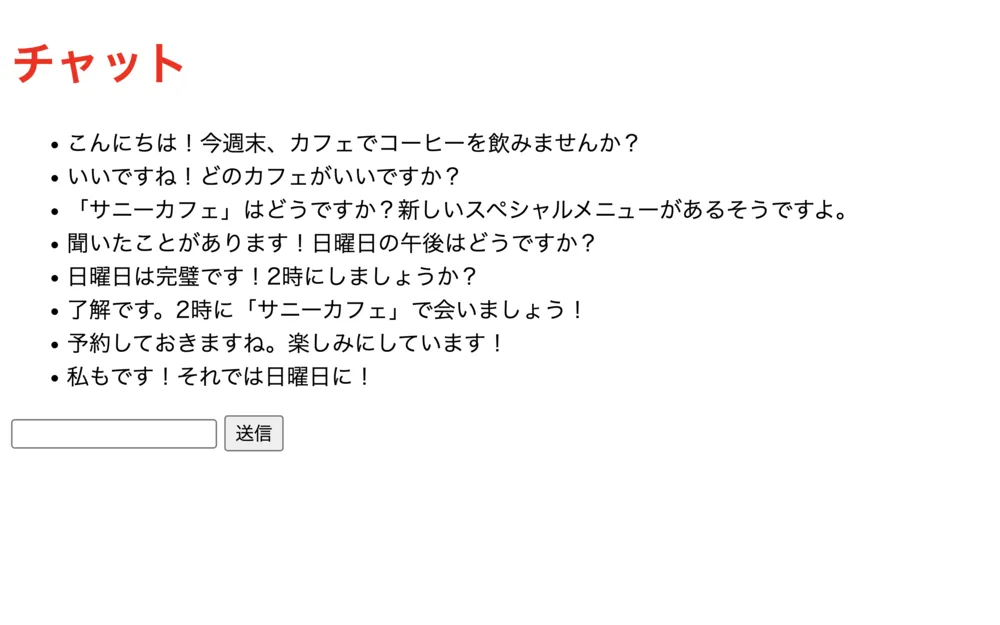 チャット
・こんにちは！今週末、カフェでコーヒーを飲みませんか？
・いいですね！どのカフェがいいですか？
・「サニーカフェ」はどうですか？新しいスペシャルメニューがあるそうですよ。
・聞いたことがあります！日曜日の午後はどうですか？
・日曜日は完璧です！2時にしましょうか？
・了解です。2時に「サニーカフェ」で会いましょう！
・予約しておきますね。楽しみにしています！
・私もです！それでは日曜日に！
送信